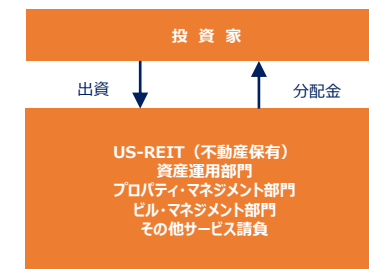 投 資 家
出資
分配金
US-REIT（不動産保有）
資産運用部門
プロパティ・マネジメント部門
ビル・マネジメント部門
その他サービス請負